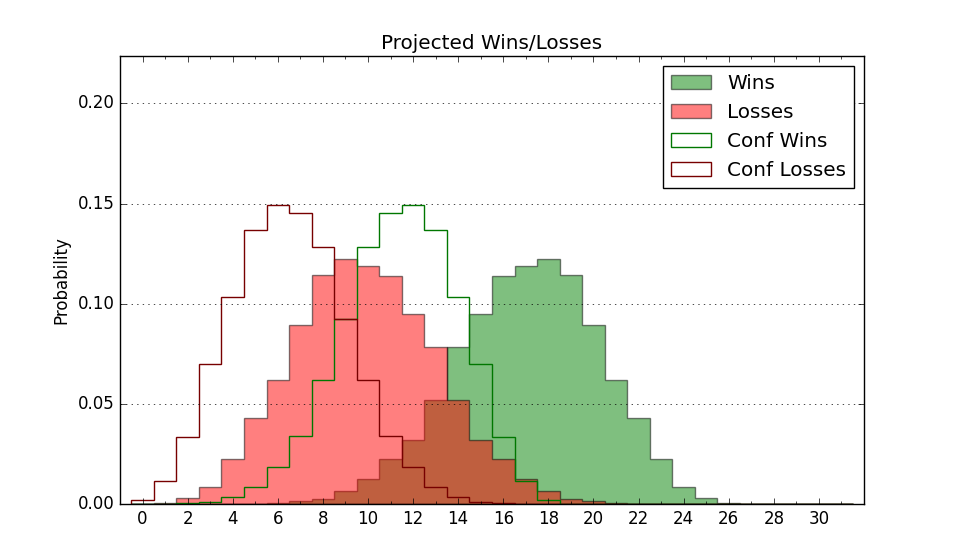 Projected Wins/Losses
Wins
Losses
Conf Wins
Conf Losses
Probability
0.20
0.15
0.10
0.05
0.00
0 2 4 6 8 10 12 14 16 18 20 22 24 26 28 30